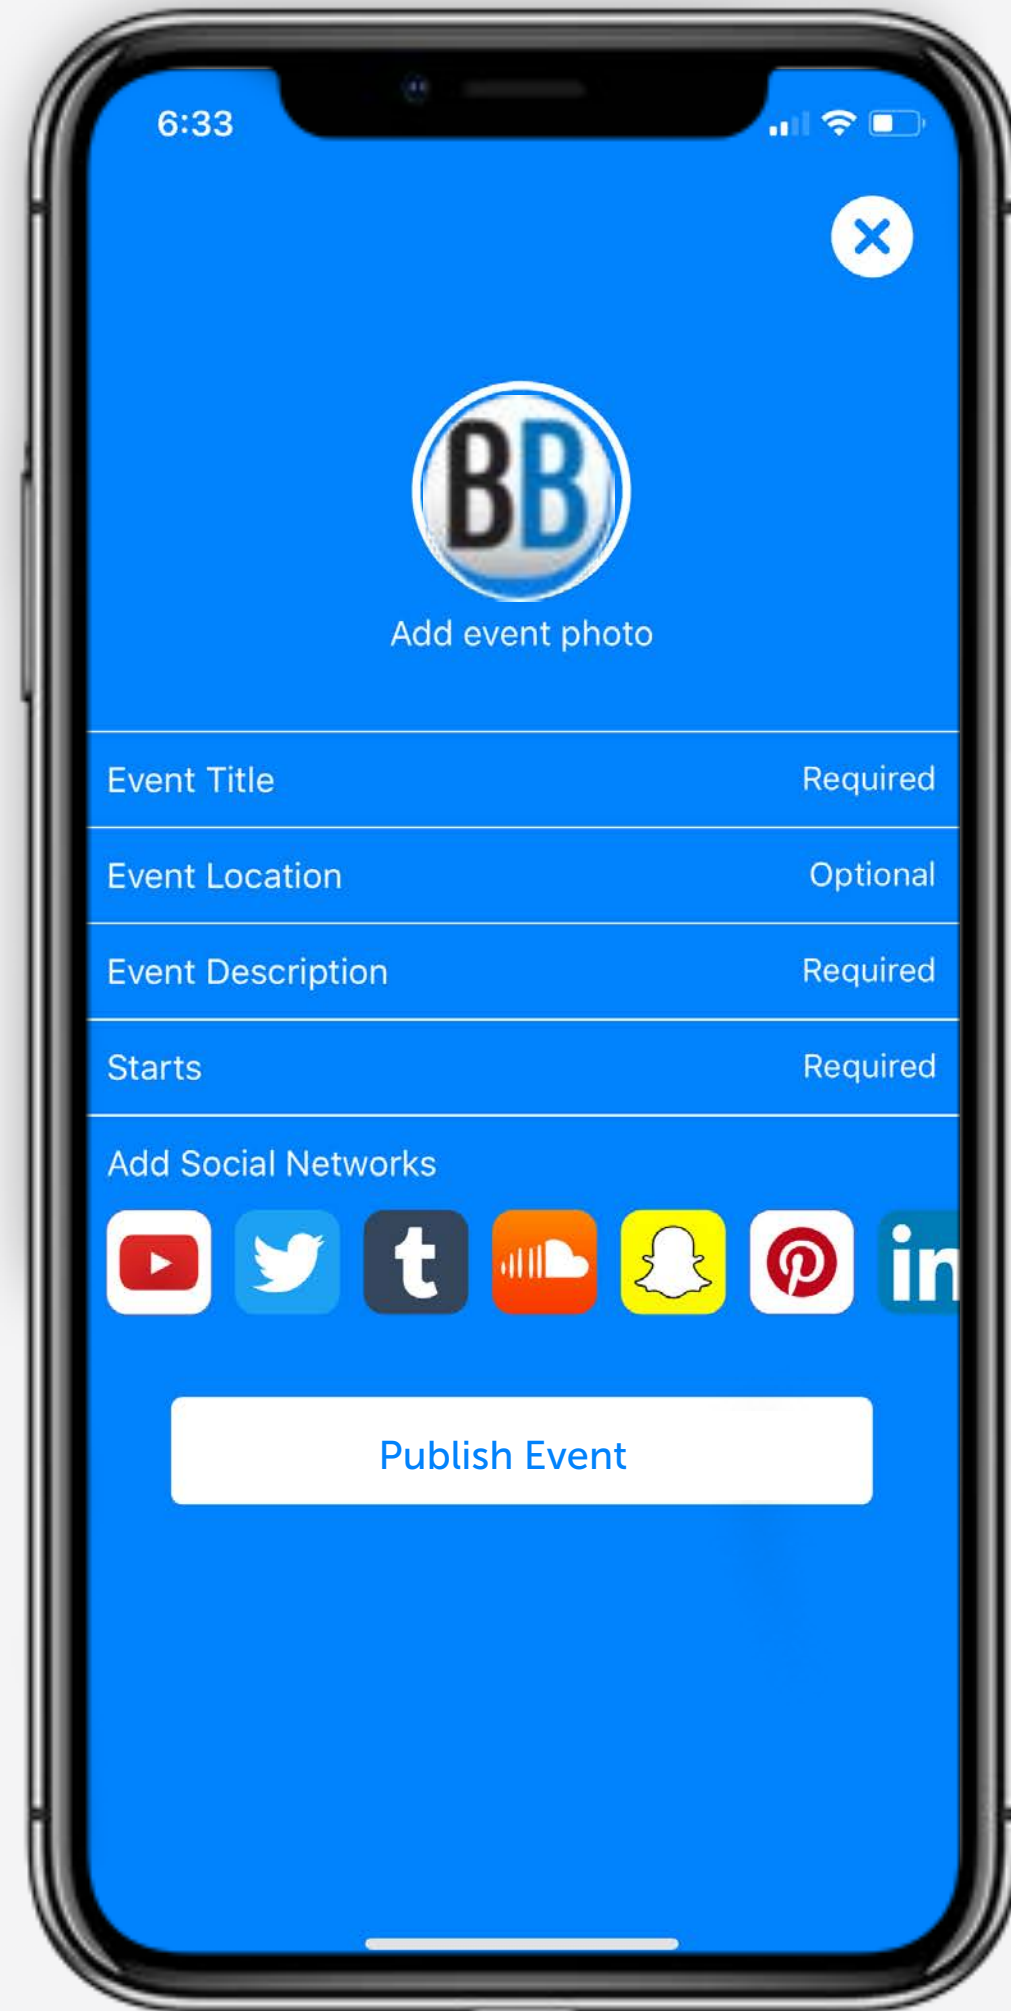 6:33
BB
Add event photo
Event Title Required
Event Location Optional
Event Description Required
Starts Required
Add Social Networks
t
in
Publish Event